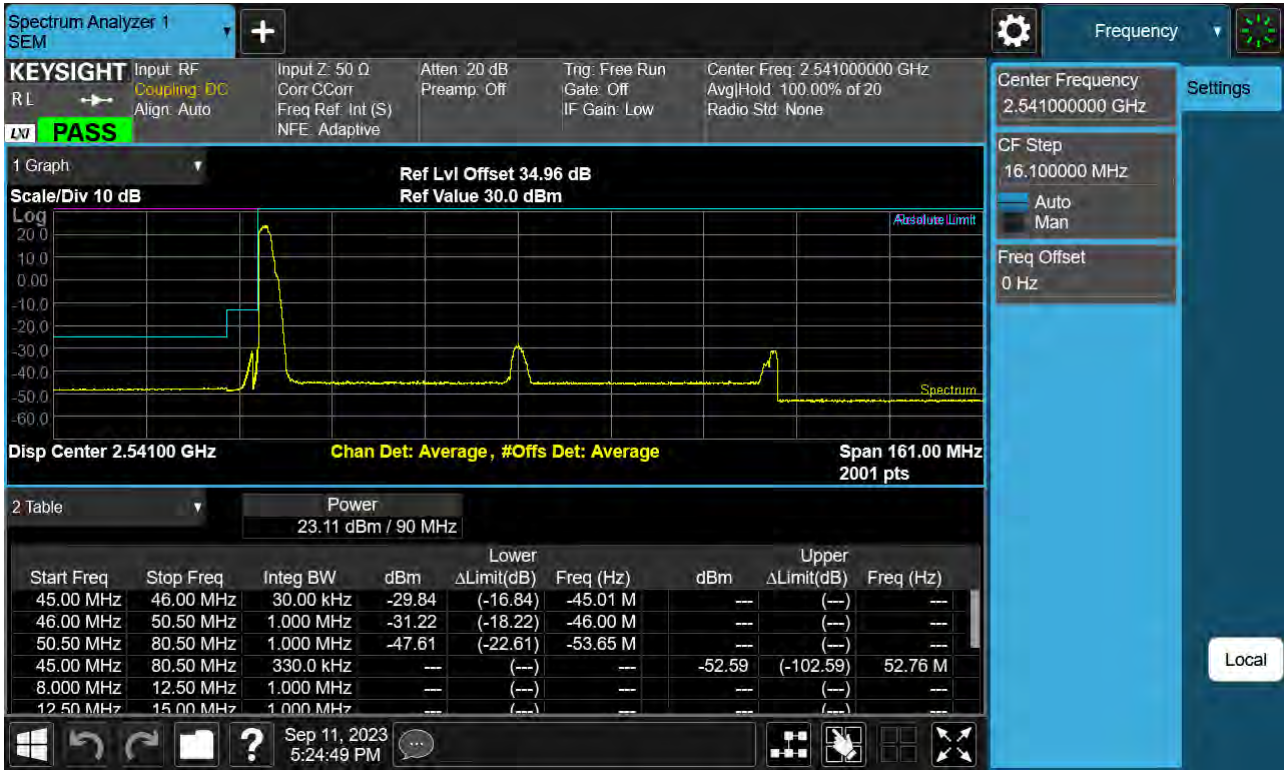 Spectrum Analyzer 1
SEM
+
Frequency
KEYSIGHT
RL
LXI
PASS
Input: RF
Coupling: DC
Align: Auto
Input Z: 50 Ω
Corr CCorr
Freq Ref: Int (S)
NFE: Adaptive
Atten: 20 dB
Preamp: Off
Trig: Free Run
Gate: Off
IF Gain: Low
Center Freq: 2.541000000 GHz
Avg|Hold: 100.00% of 20
Radio Std: None
Center Frequency
2.541000000 GHz
Settings
CF Step
16.100000 MHz
Auto
Man
Freq Offset
0 Hz
Local
1 Graph
Scale/Div 10 dB
Ref Lvl Offset 34.96 dB
Ref Value 30.0 dBm
Log
20.0
10.0
0.00
-10.0
-20.0
-30.0
-40.0
-50.0
-60.0
Absolute Limit
Spectrum
Disp Center 2.54100 GHz
Chan Det: Average, #Offs Det: Average
Span 161.00 MHz
2001 pts
2 Table
Power
23.11 dBm / 90 MHz
Lower Upper
Start Freq Stop Freq Integ BW dBm ΔLimit(dB) Freq (Hz) dBm ΔLimit(dB) Freq (Hz)
45.00 MHz 46.00 MHz 30.00 kHz -29.84 (-16.84) -45.01 M --- (---) ---
46.00 MHz 50.50 MHz 1.000 MHz -31.22 (-18.22) -46.00 M --- (---) ---
50.50 MHz 80.50 MHz 1.000 MHz -47.61 (-22.61) -53.65 M --- (---) ---
45.00 MHz 80.50 MHz 330.0 kHz --- (---) --- -52.59 (-102.59) 52.76 M
8.000 MHz 12.50 MHz 1.000 MHz --- (---) --- --- (---) ---
12.50 MHz 15.00 MHz 1.000 MHz --- (---) --- --- (---) ---
?
Sep 11, 2023
5:24:49 PM